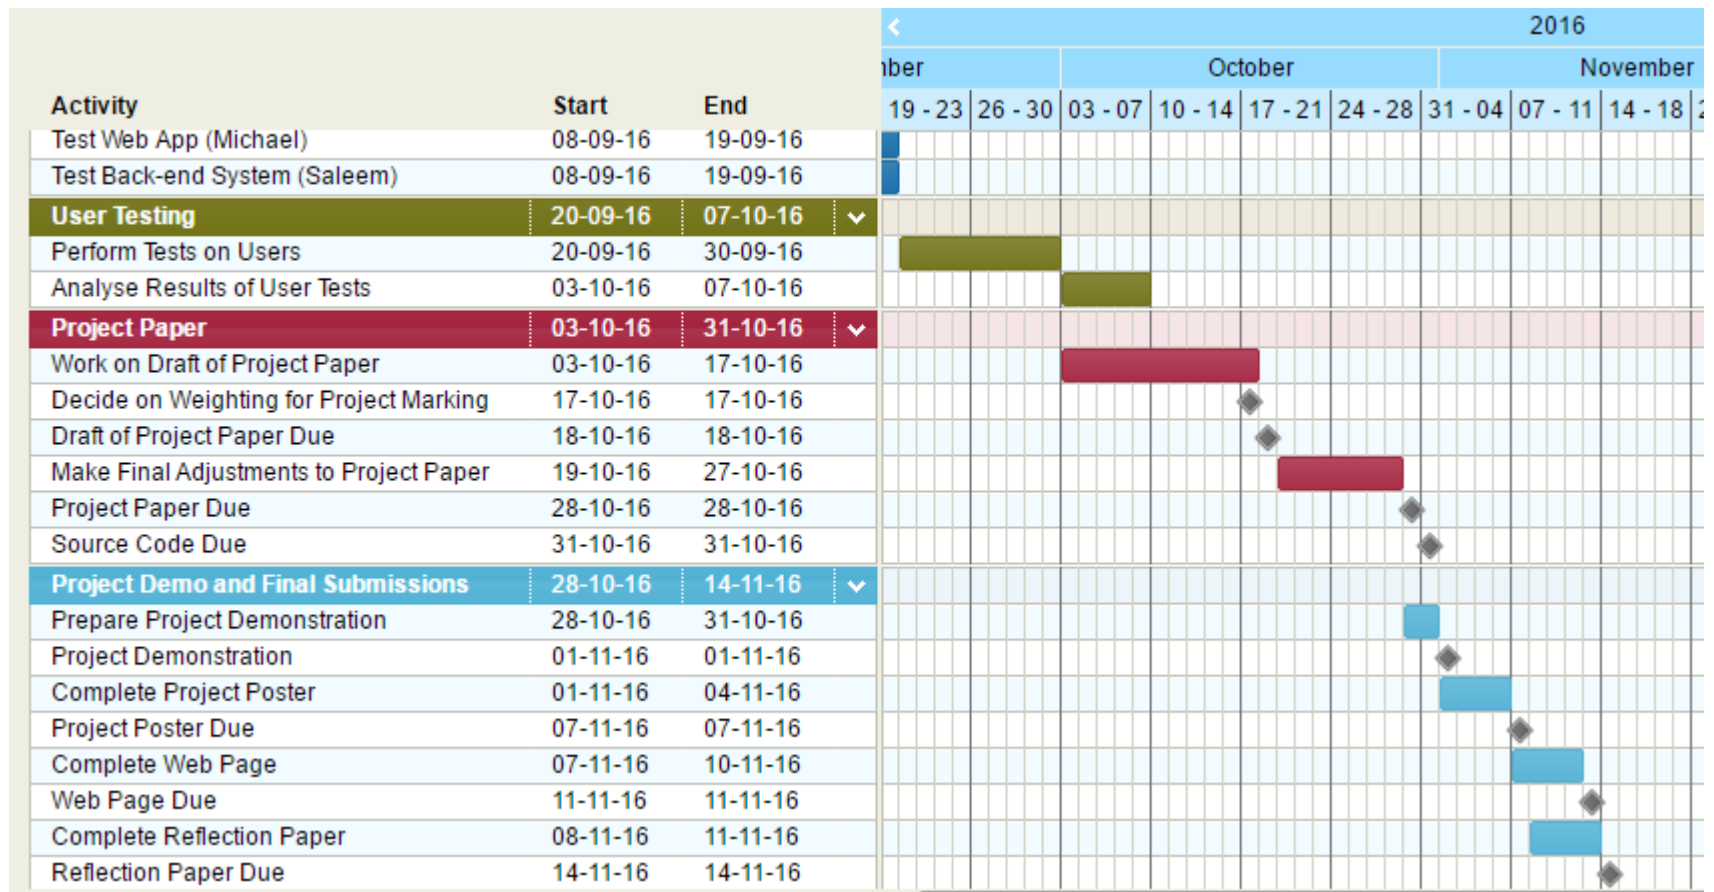 2016
nber October November
Activity Start End 19 - 23 26 - 30 03 - 07 10 - 14 17 - 21 24 - 28 31 - 04 07 - 11 14 - 18
Test Web App (Michael) 08-09-16 19-09-16
Test Back-end System (Saleem) 08-09-16 19-09-16
User Testing 20-09-16 07-10-16
Perform Tests on Users 20-09-16 30-09-16
Analyse Results of User Tests 03-10-16 07-10-16
Project Paper 03-10-16 31-10-16
Work on Draft of Project Paper 03-10-16 17-10-16
Decide on Weighting for Project Marking 17-10-16 17-10-16
Draft of Project Paper Due 18-10-16 18-10-16
Make Final Adjustments to Project Paper 19-10-16 27-10-16
Project Paper Due 28-10-16 28-10-16
Source Code Due 31-10-16 31-10-16
Project Demo and Final Submissions 28-10-16 14-11-16
Prepare Project Demonstration 28-10-16 31-10-16
Project Demonstration 01-11-16 01-11-16
Complete Project Poster 01-11-16 04-11-16
Project Poster Due 07-11-16 07-11-16
Complete Web Page 07-11-16 10-11-16
Web Page Due 11-11-16 11-11-16
Complete Reflection Paper 08-11-16 11-11-16
Reflection Paper Due 14-11-16 14-11-16